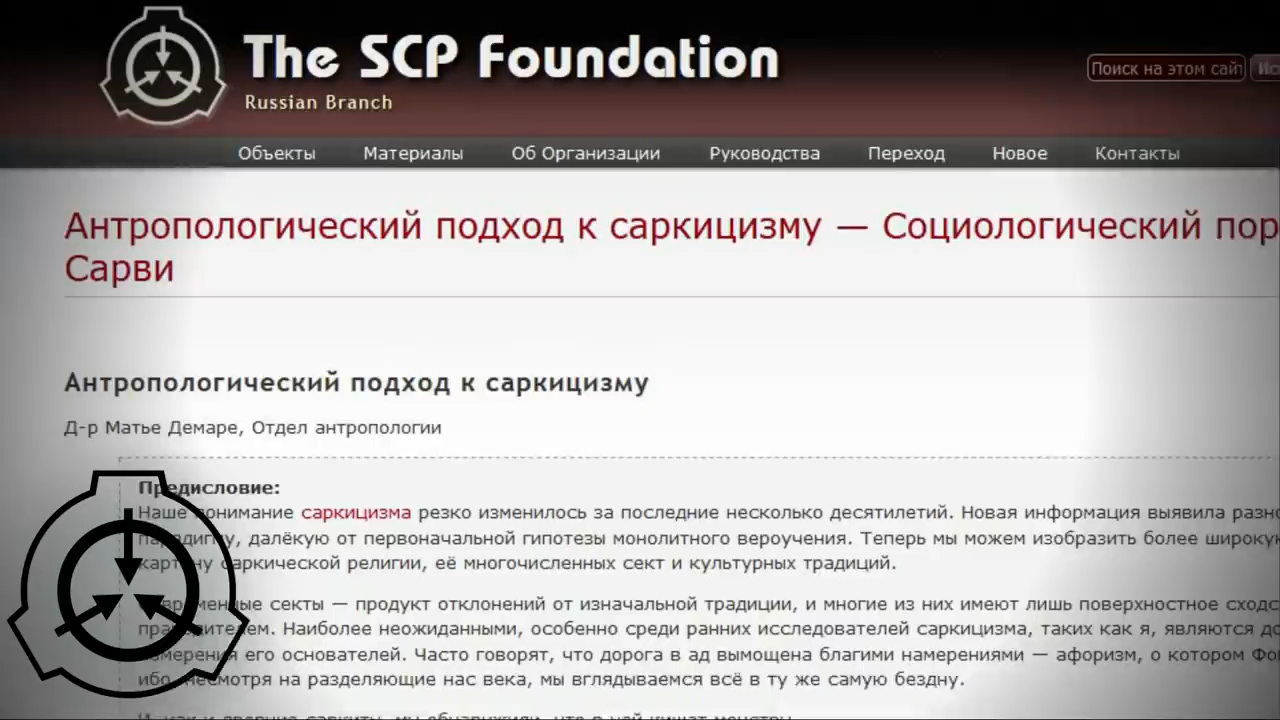 The SCP Foundation
Russian Branch
Поиск на этом сайт
Объекты Материалы Об Организации Руководства Переход Новое Контакты
Антропологический подход к саркицизму — Социологический пор
Сарви
Антропологический подход к саркицизму
Д-р Матье Демаре, Отдел антропологии
Предисловие:
Наше понимание саркицизма резко изменилось за последние несколько десятилетий. Новая информация выявила разно
парадигму, далёкую от первоначальной гипотезы монолитного вероучения. Теперь мы можем изобразить более широкую
картину саркической религии, её многочисленных сект и культурных традиций.
Современные секты — продукт отклонений от изначальной традиции, и многие из них имеют лишь поверхностное сходс
прародителем. Наиболее неожиданными, особенно среди ранних исследователей саркицизма, таких как я, являются до
намерения его основателей. Часто говорят, что дорога в ад вымощена благими намерениями — афоризм, о котором Фо
ибо, несмотря на разделяющие нас века, мы вглядываемся всё в ту же самую бездну.